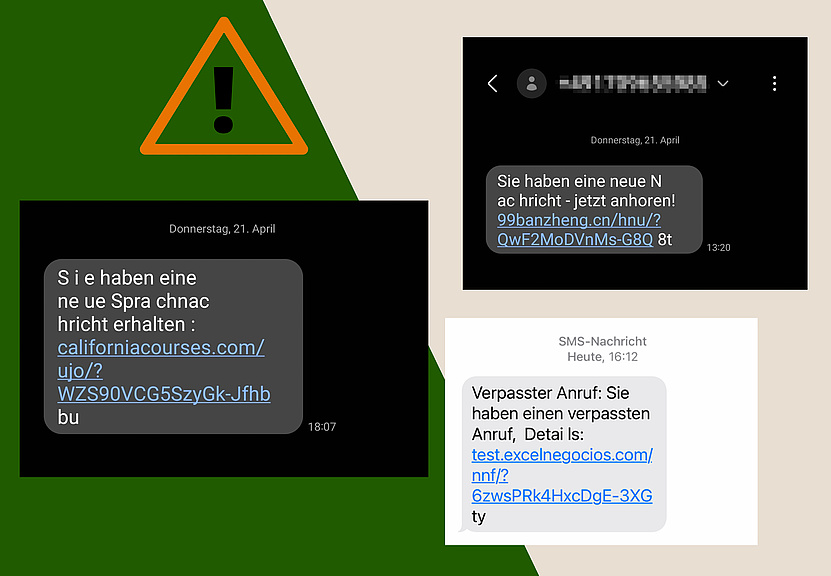 !
Donnerstag, 21. April
S i e haben eine
ne ue Spra chnac
hricht erhalten :
californiacourses.com/
ujo/?
WZS90VCG5SzyGk-Jfhb
bu
18:07
Donnerstag, 21. April
Sie haben eine neue N
ac hricht - jetzt anhoren!
99banzheng.cn/hnu/?
QwF2MoDVnMs-G8Q 8t
13:20
SMS-Nachricht
Heute, 16:12
Verpasster Anruf: Sie
haben einen verpassten
Anruf,  Detai ls:
test.excelnegocios.com/
nnf/?
6zwsPRk4HxcDgE-3XG
ty